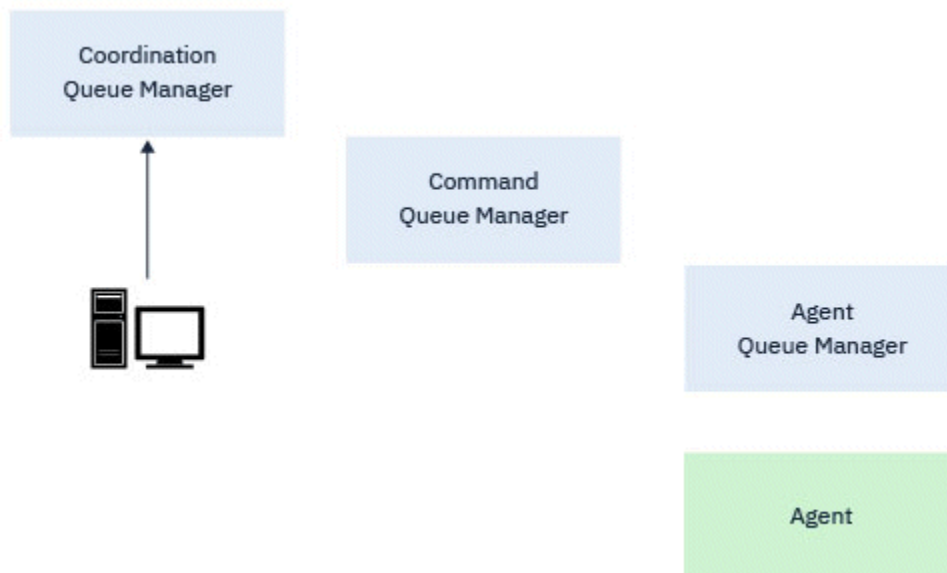 Coordination
Queue Manager
Command
Queue Manager
Agent
Queue Manager
Agent